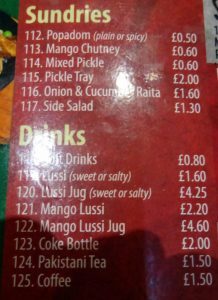 Sundries
112. Popadom (plain or spicy) £0.50
113. Mango Chutney £0.60
114. Mixed Pickle £0.60
115. Pickle Tray £2.00
116. Onion & Cucumber Raita £1.60
117. Side Salad £1.30
Drinks
Drinks £0.80
Lussi (sweet or salty) £1.60
120. Lussi Jug (sweet or salty) £4.25
121. Mango Lussi £2.20
122. Mango Lussi Jug £4.60
123. Coke Bottle £2.00
124. Pakistani Tea £1.50
125. Coffee £1.50